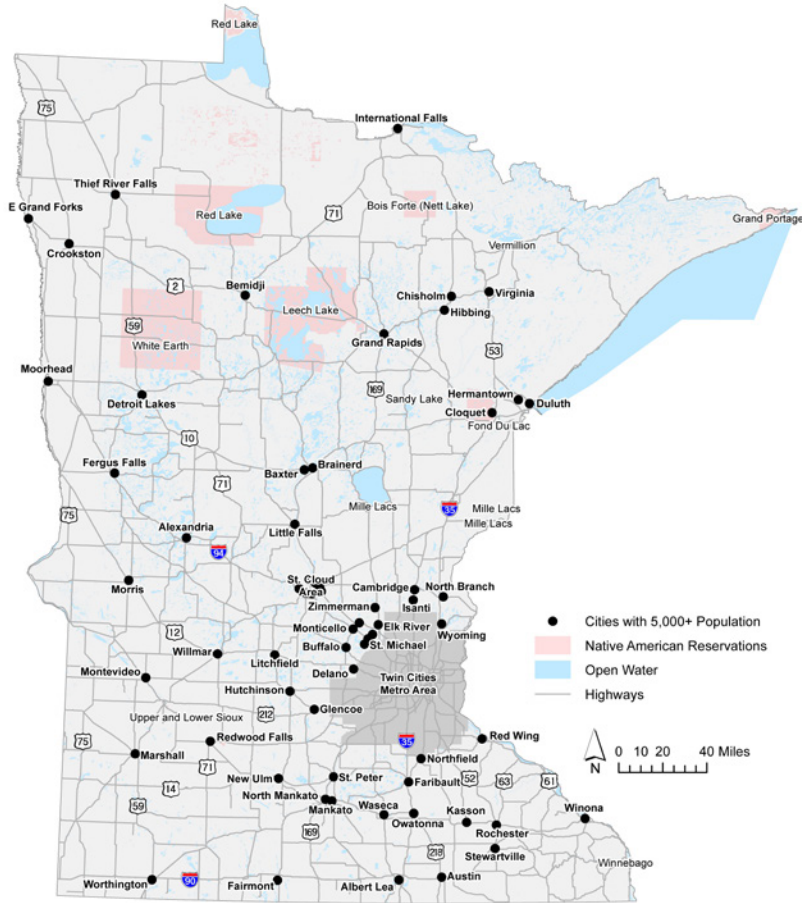 Red Lake
75
International Falls
Thief River Falls
Red Lake
71
Bois Forte (Nett Lake)
Grand Portage
E Grand Forks
Crookston
Vermillion
2
Bemidji
Chisholm
Virginia
Leech Lake
Hibbing
59
White Earth
Grand Rapids
53
Moorhead
169
Hermantown
Detroit Lakes
Sandy Lake
Duluth
Cloquet
Fond Du Lac
10
Fergus Falls
Baxter
Brainerd
71
Mille Lacs
35
Mille Lacs
Mille Lacs
75
Alexandria
Little Falls
94
Morris
St. Cloud
Area
Cambridge
North Branch
Zimmerman
Isanti
12
Monticello
Elk River
Wyoming
Willmar
Buffalo
St. Michael
Litchfield
Delano
Montevideo
Twin Cities
Metro Area
Hutchinson
Glencoe
212
Upper and Lower Sioux
75
Redwood Falls
35
Red Wing
Marshall
71
Northfield
14
New Ulm
St. Peter
Faribault
52
63
61
59
North Mankato
Mankato
Waseca
Kasson
Winona
169
Owatonna
Rochester
218
Stewartville
Winnebago
Worthington
90
Fairmont
Albert Lea
Austin
Cities with 5,000+ Population
Native American Reservations
Open Water
Highways
N
0 10 20 40 Miles